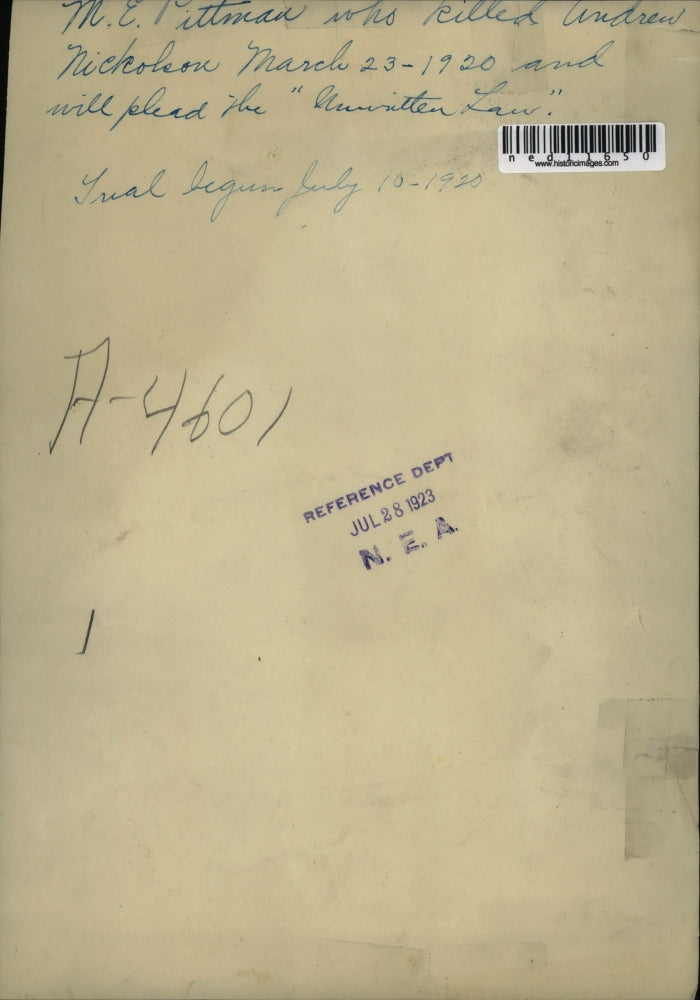 M. E. Pittman who killed Andrew
Nickolson March 23-1920 and
will plead the "Unwritten Law".
ned11650
www.historicimages.com
Trial begun July 10-1920
A-4601
REFERENCE DEPT
JUL 28 1923
N. E. A.
1